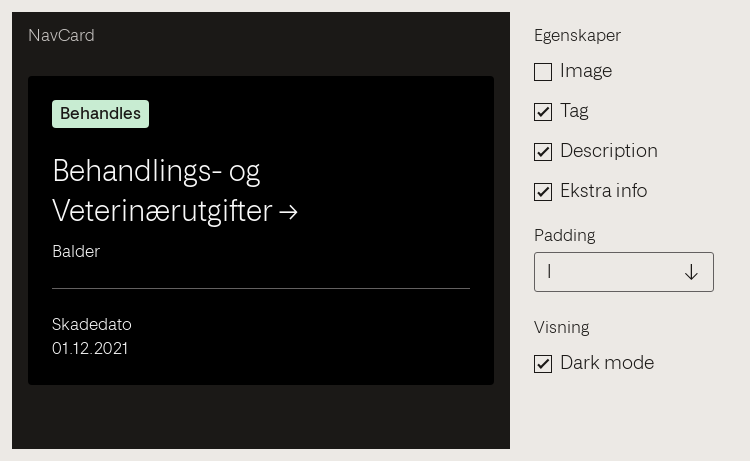 NavCard
Behandles
Behandlings- og
Veterinærutgifter →
Balder
Skadedato
01.12.2021
Egenskaper
Image
Tag
Description
Ekstra info
Padding
l
Visning
Dark mode